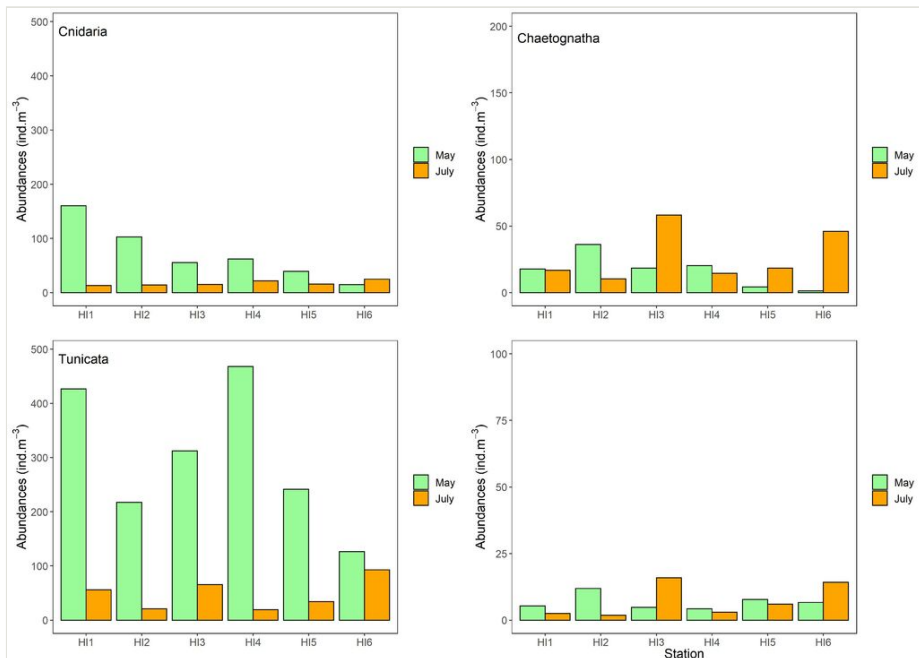 Cnidaria
Abundances (ind.m⁻³)
500
400
300
200
100
0
HI1 HI2 HI3 HI4 HI5 HI6
May
July
Chaetognatha
Abundances (ind.m⁻³)
200
150
100
50
0
HI1 HI2 HI3 HI4 HI5 HI6
May
July
Tunicata
Abundances (ind.m⁻³)
500
400
300
200
100
0
HI1 HI2 HI3 HI4 HI5 HI6
May
July
Abundances (ind.m⁻³)
100
75
50
25
0
HI1 HI2 HI3 HI4 HI5 HI6
Station
May
July